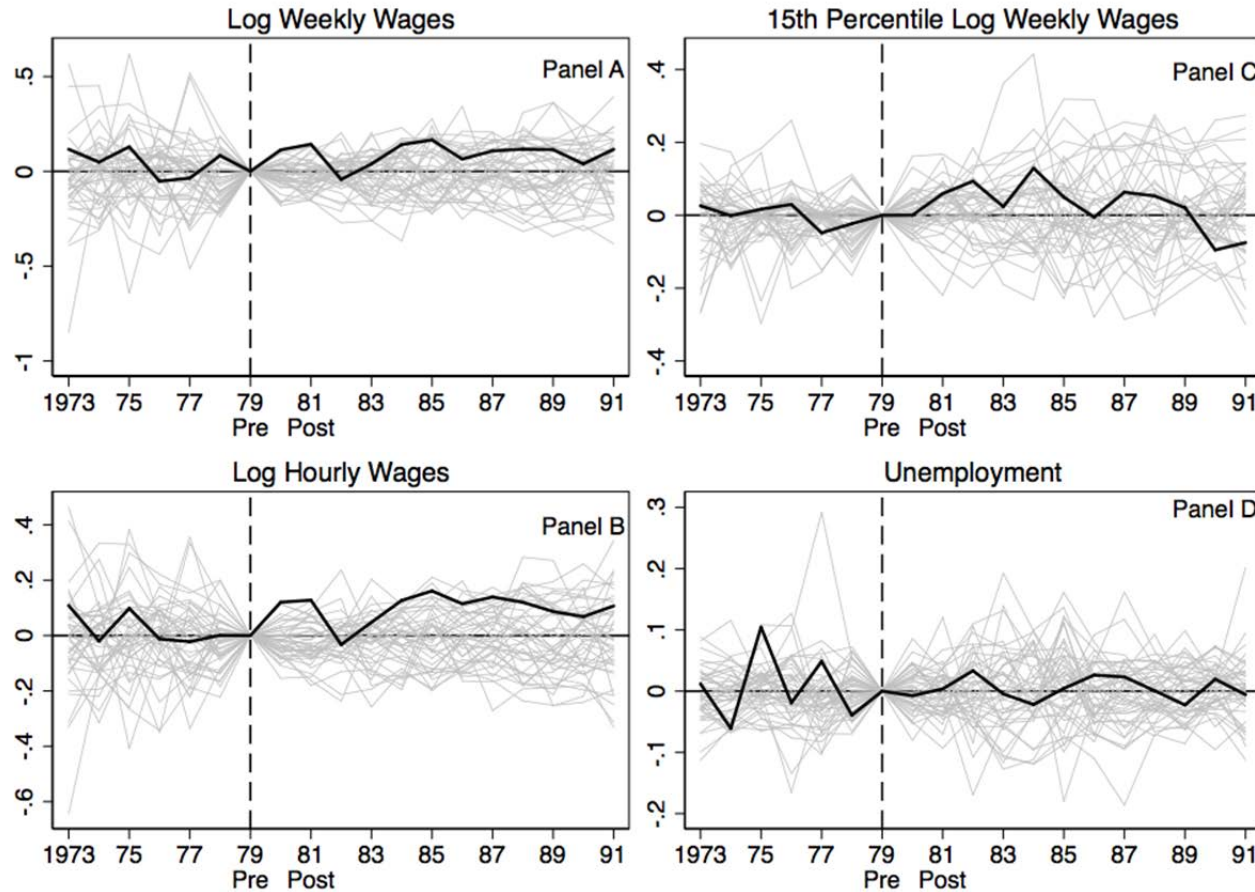 Log Weekly Wages
Panel A
.5
0
-.5
-1
1973 75 77 79 81 83 85 87 89 91
Pre Post
15th Percentile Log Weekly Wages
Panel C
.4
.2
0
-.2
-.4
1973 75 77 79 81 83 85 87 89 91
Pre Post
Log Hourly Wages
Panel B
.4
.2
0
-.2
-.4
-.6
1973 75 77 79 81 83 85 87 89 91
Pre Post
Unemployment
Panel D
.3
.2
.1
0
-.1
-.2
1973 75 77 79 81 83 85 87 89 91
Pre Post